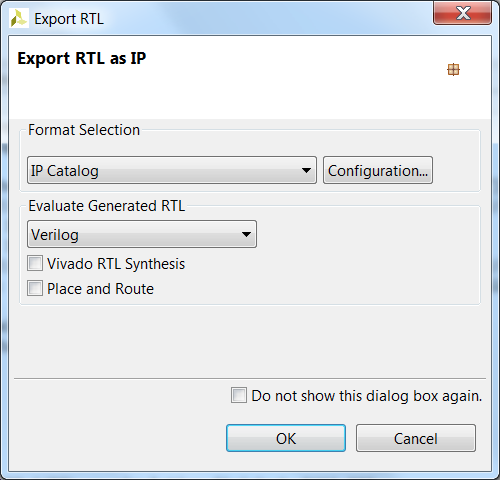 Export RTL
Export RTL as IP
Format Selection
IP Catalog
Configuration...
Evaluate Generated RTL
Verilog
Vivado RTL Synthesis
Place and Route
Do not show this dialog box again.
OK
Cancel